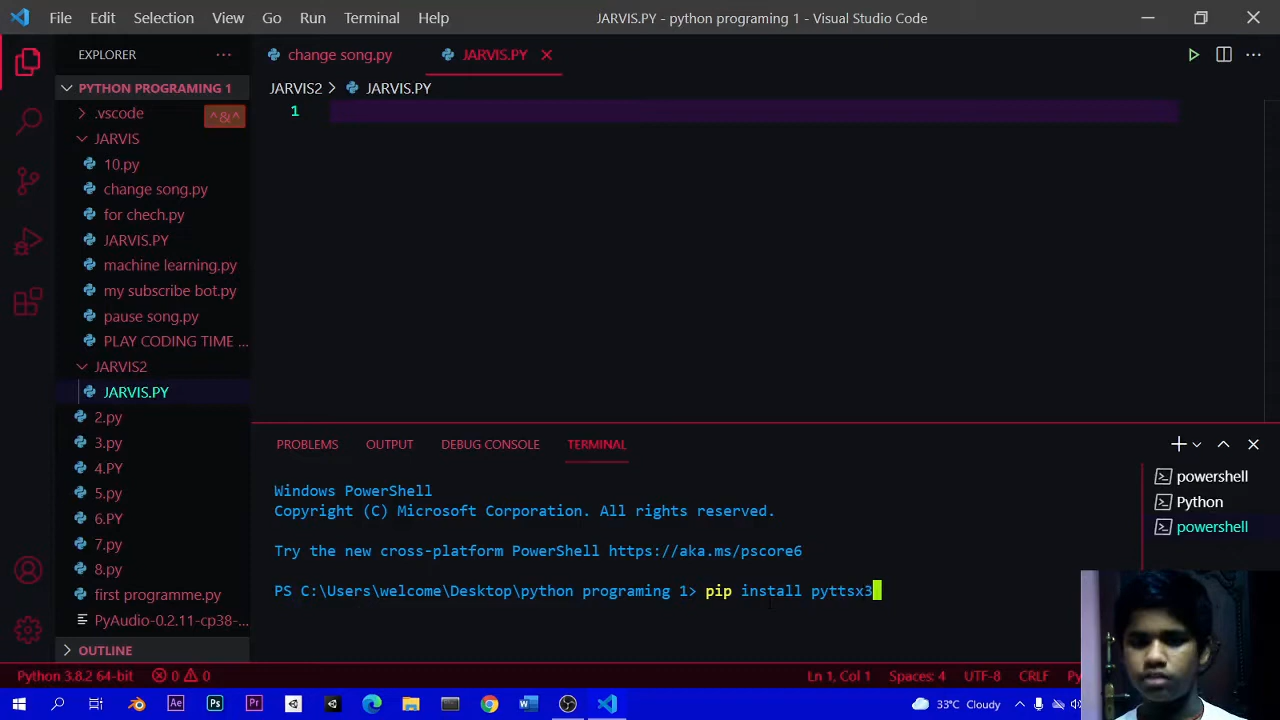 File Edit Selection View Go Run Terminal Help JARVIS.PY - python programing 1 - Visual Studio Code
EXPLORER
PYTHON PROGRAMING 1
.vscode
^&^
JARVIS
10.py
change song.py
for chech.py
JARVIS.PY
machine learning.py
my subscribe bot.py
pause song.py
PLAY CODING TIME ...
JARVIS2
JARVIS.PY
2.py
3.py
4.PY
5.py
6.PY
7.py
8.py
first programme.py
PyAudio-0.2.11-cp38-...
OUTLINE
change song.py JARVIS.PY
JARVIS2 > JARVIS.PY
1
PROBLEMS OUTPUT DEBUG CONSOLE TERMINAL
Windows PowerShell
Copyright (C) Microsoft Corporation. All rights reserved.
Try the new cross-platform PowerShell https://aka.ms/pscore6
PS C:\Users\welcome\Desktop\python programing 1> pip install pyttsx3
powershell
Python
powershell
Python 3.8.2 64-bit 0 0 Ln 1, Col 1 Spaces: 4 UTF-8 CRLF Py
Ae Ps Pr 33°C Cloudy